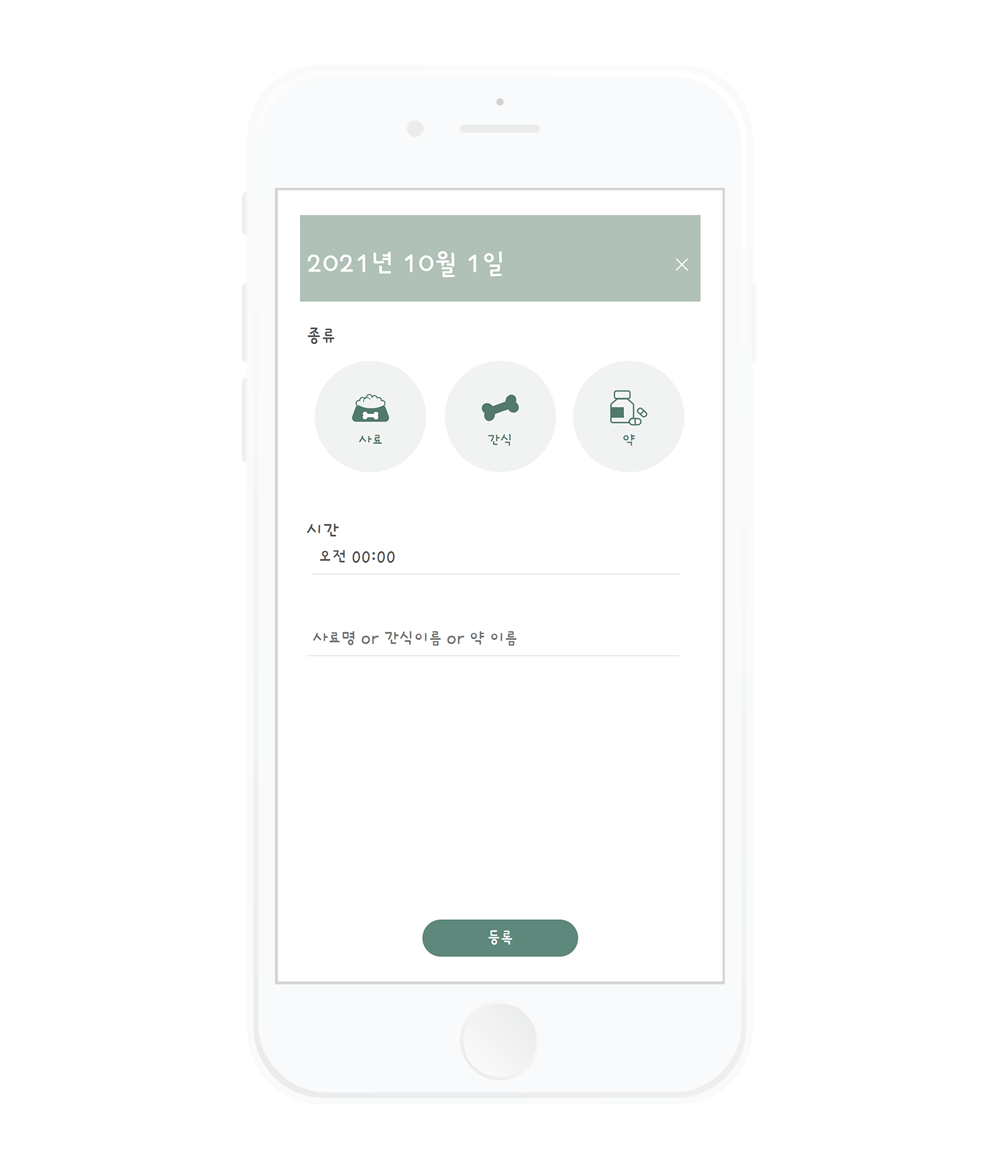 2021년 10월 1일
종류
사료 간식 약
시간
오전 00:00
사료명 or 간식이름 or 약 이름
등록